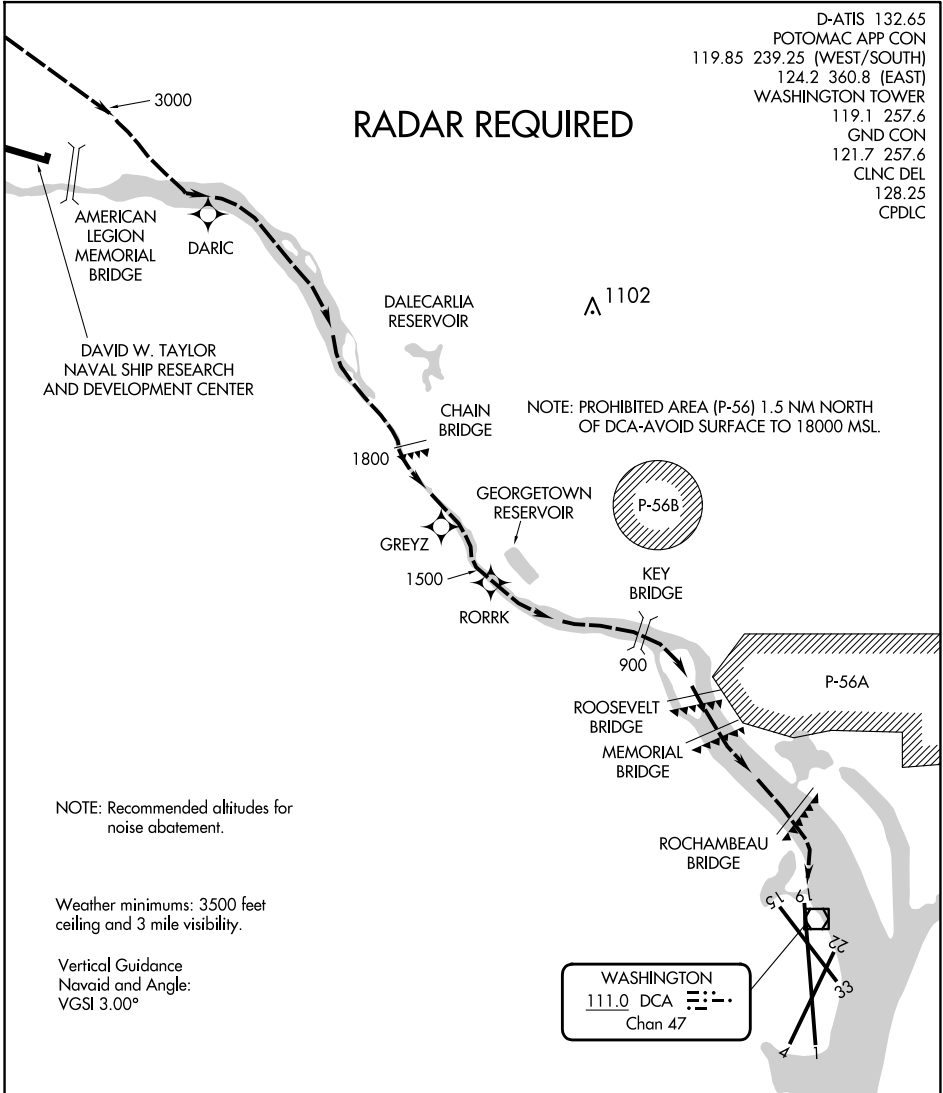 D-ATIS 132.65
POTOMAC APP CON
119.85 239.25 (WEST/SOUTH)
124.2 360.8 (EAST)
WASHINGTON TOWER
119.1 257.6
GND CON
121.7 257.6
CLNC DEL
128.25
CPDLC
3000
RADAR REQUIRED
AMERICAN
LEGION
MEMORIAL
BRIDGE
DARIC
DAVID W. TAYLOR
NAVAL SHIP RESEARCH
AND DEVELOPMENT CENTER
DALECARLIA
RESERVOIR
1102
NOTE: PROHIBITED AREA (P-56) 1.5 NM NORTH
OF DCA-AVOID SURFACE TO 18000 MSL.
CHAIN
BRIDGE
1800
GEORGETOWN
RESERVOIR
P-56B
GREYZ
1500
RORRK
KEY
BRIDGE
900
P-56A
ROOSEVELT
BRIDGE
MEMORIAL
BRIDGE
NOTE: Recommended altitudes for
noise abatement.
ROCHAMBEAU
BRIDGE
Weather minimums: 3500 feet
ceiling and 3 mile visibility.
Vertical Guidance
Navaid and Angle:
VGSI 3.00°
15
19
22
33
4
1
WASHINGTON
111.0 DCA
Chan 47